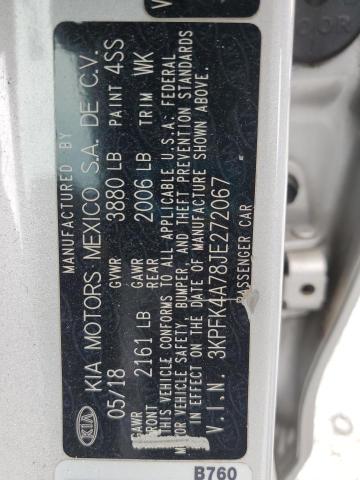 KIA
MANUFACTURED BY
KIA MOTORS MEXICO S.A. DE C.V.
05/18 GVWR 3880 LB PAINT 4SS
GAWR FRONT 2161 LB GAWR REAR 2006 LB TRIM WK
THIS VEHICLE CONFORMS TO ALL APPLICABLE U.S.A. FEDERAL
MOTOR VEHICLE SAFETY, BUMPER, AND THEFT PREVENTION STANDARDS
IN EFFECT ON THE DATE OF MANUFACTURE SHOWN ABOVE.
V.I.N. 3KPFK4A78JE272067
PASSENGER CAR
B760